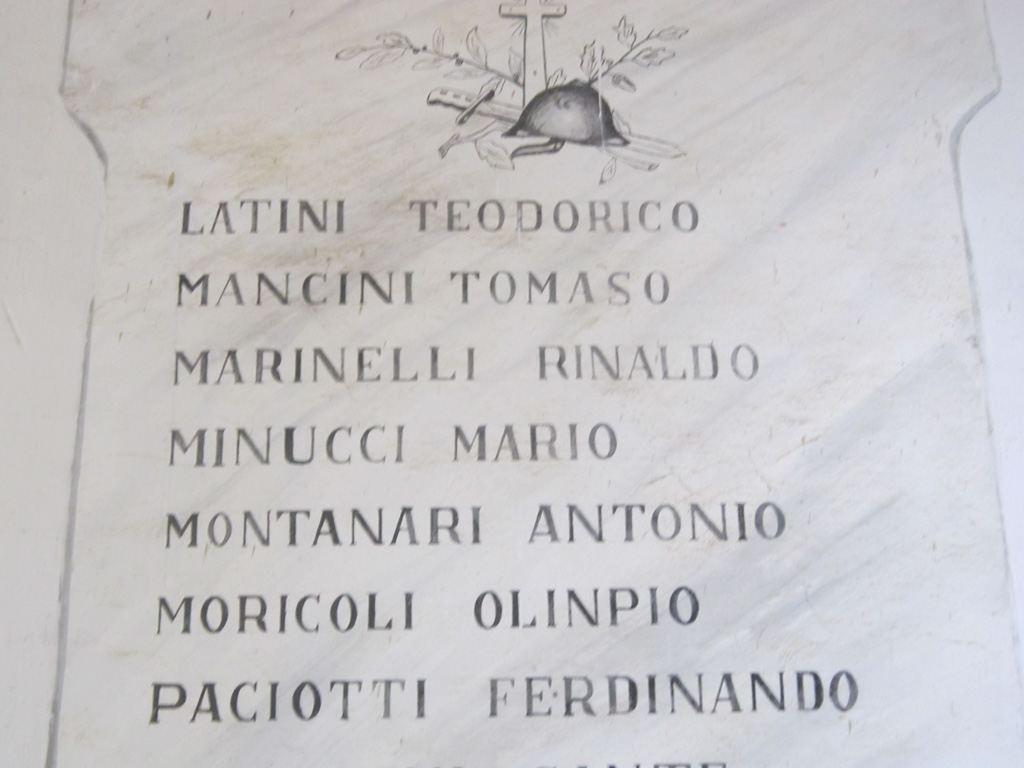 LATINI TEODORICO
MANCINI TOMASO
MARINELLI RINALDO
MINUCCI MARIO
MONTANARI ANTONIO
MORICOLI OLINPIO
PACIOTTI FERDINANDO